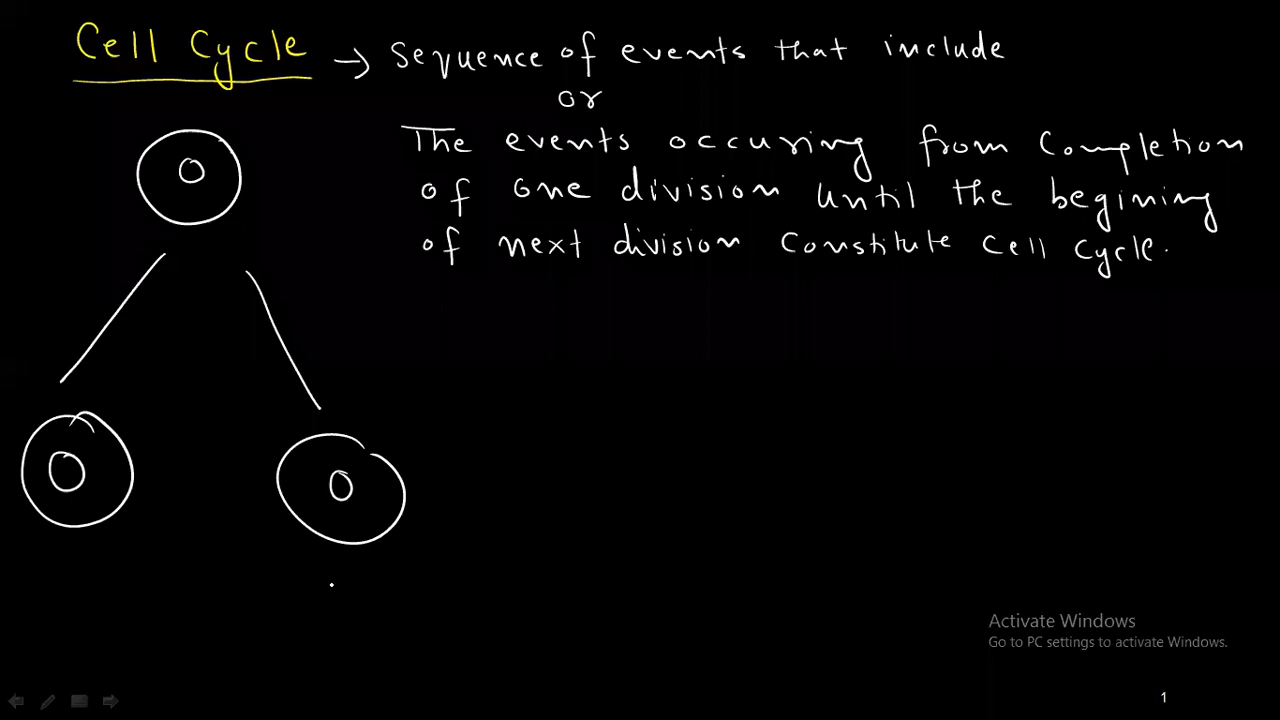 Cell Cycle → Sequence of events that include
or
The events occuring from Completion
of one division until the begining
of next division Constitute Cell Cycle.
Activate Windows
Go to PC settings to activate Windows.
1